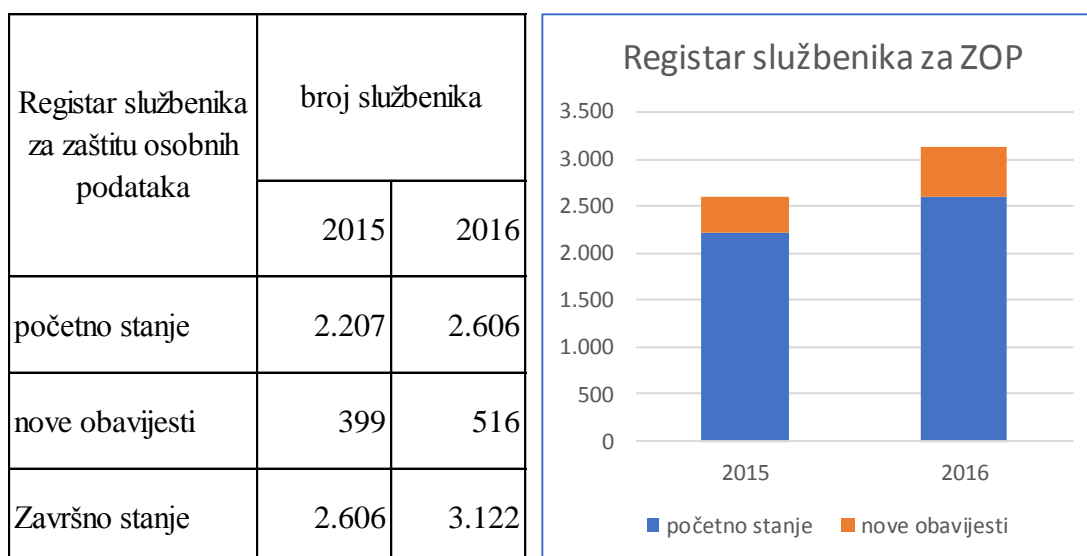 Registar službenika
za zaštitu osobnih
podataka
broj službenika
2015 2016
početno stanje 2.207 2.606
nove obavijesti 399 516
Završno stanje 2.606 3.122
Registar službenika za ZOP
3.500
3.000
2.500
2.000
1.500
1.000
500
0
2015 2016
početno stanje nove obavijesti